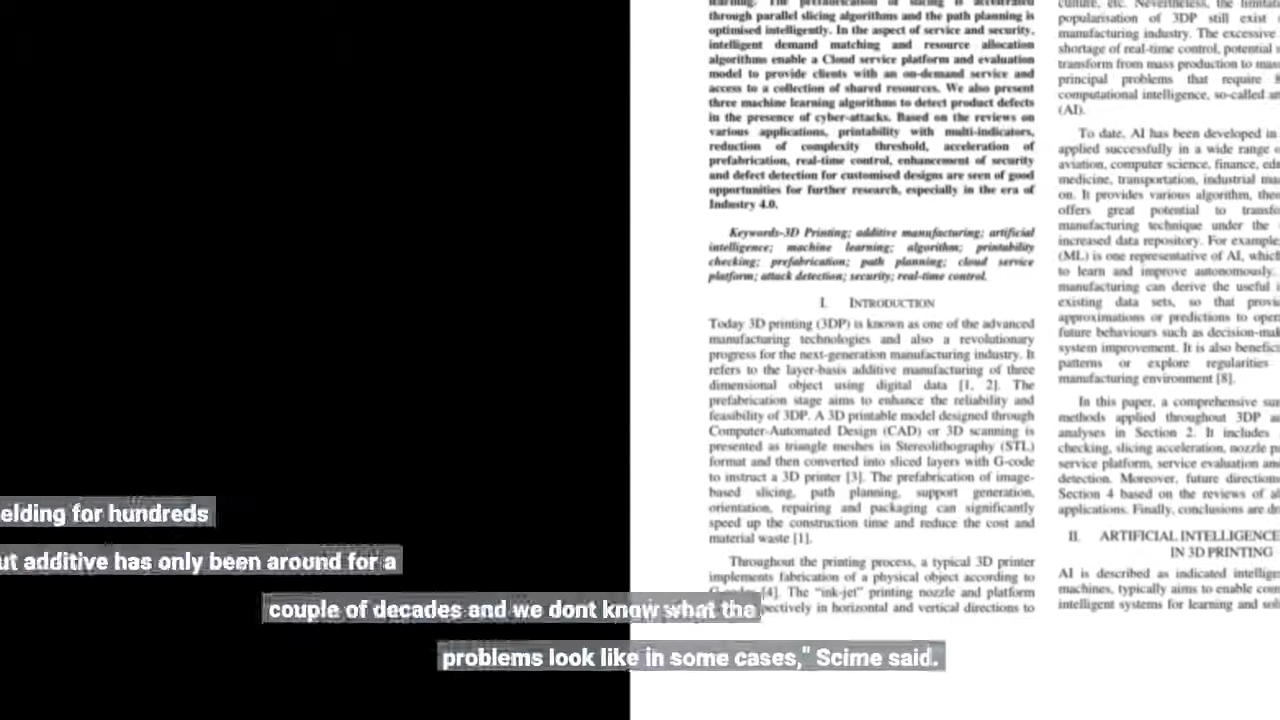 through parallel slicing algorithms and the path planning is
optimised intelligently. In the aspect of service and security,
intelligent demand matching and resource allocation
algorithms enable a Cloud service platform and evaluation
model to provide clients with an on-demand service and
access to a collection of shared resources. We also present
three machine learning algorithms to detect product defects
in the presence of cyber-attacks. Based on the reviews on
various applications, printability with multi-indicators,
reduction of complexity threshold, acceleration of
prefabrication, real-time control, enhancement of security
and defect detection for customised designs are seen of good
opportunities for further research, especially in the era of
Industry 4.0.
Keywords-3D Printing; additive manufacturing; artificial
intelligence; machine learning; algorithm; printability
checking; prefabrication; path planning; cloud service
platform; attack detection; security; real-time control.
I. INTRODUCTION
Today 3D printing (3DP) is known as one of the advanced
manufacturing technologies and also a revolutionary
progress for the next-generation manufacturing industry. It
refers to the layer-basis additive manufacturing of three
dimensional object using digital data [1, 2]. The
prefabrication stage aims to enhance the reliability and
feasibility of 3DP. A 3D printable model designed through
Computer-Automated Design (CAD) or 3D scanning is
presented as triangle meshes in Stereolithography (STL)
format and then converted into sliced layers with G-code
to instruct a 3D printer [3]. The prefabrication of image-
based slicing, path planning, support generation,
orientation, repairing and packaging can significantly
speed up the construction time and reduce the cost and
material waste [1].
Throughout the printing process, a typical 3D printer
implements fabrication of a physical object according to
[4]. The "ink-jet" printing nozzle and platform
pectively in horizontal and vertical directions to
culture, etc. Nevertheless, the
popularisation of 3DP still exist
manufacturing industry. The excessive
shortage of real-time control, potential
transform from mass production to
principal problems that require
computational intelligence, so-called
(AI).
To date, AI has been developed in
applied successfully in a wide range
aviation, computer science, finance,
medicine, transportation, industrial
on. It provides various algorithm,
offers great potential to
manufacturing technique under the
increased data repository. For example,
(ML) is one representative of AI,
to learn and improve autonomously.
manufacturing can derive the useful
existing data sets, so that
approximations or predictions to
future behaviours such as
system improvement. It is also
patterns or explore regularities
manufacturing environment [8].
In this paper, a comprehensive
methods applied throughout 3DP
analyses in Section 2. It includes
checking, slicing acceleration, nozzle
service platform, service evaluation
detection. Moreover, future
Section 4 based on the reviews of
applications. Finally, conclusions are
II. ARTIFICIAL INTELLIGENCE
IN 3D PRINTING
AI is described as indicated
machines, typically aims to enable
intelligent systems for learning and
elding for hundreds
ut additive has only been around for a
couple of decades and we dont know what the
problems look like in some cases," Scime said.